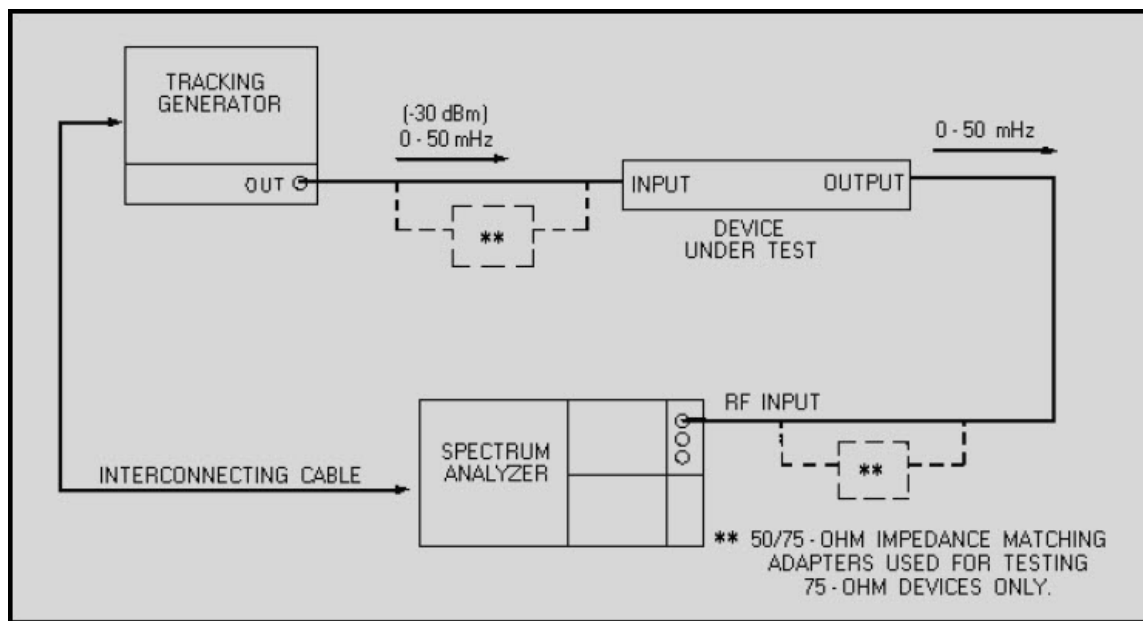 TRACKING
GENERATOR
OUT
(-30 dBm)
0 - 50 mHz
**
INPUT
OUTPUT
DEVICE
UNDER TEST
0 - 50 mHz
INTERCONNECTING CABLE
SPECTRUM
ANALYZER
RF INPUT
**
** 50/75 - OHM IMPEDANCE MATCHING
ADAPTERS USED FOR TESTING
75 - OHM DEVICES ONLY.